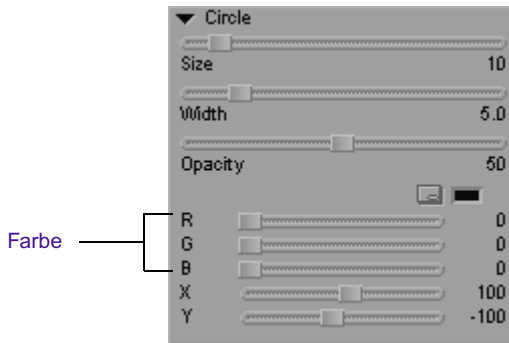 Circle
Size 10
Width 5.0
Opacity 50
Farbe
R 0
G 0
B 0
X 100
Y -100